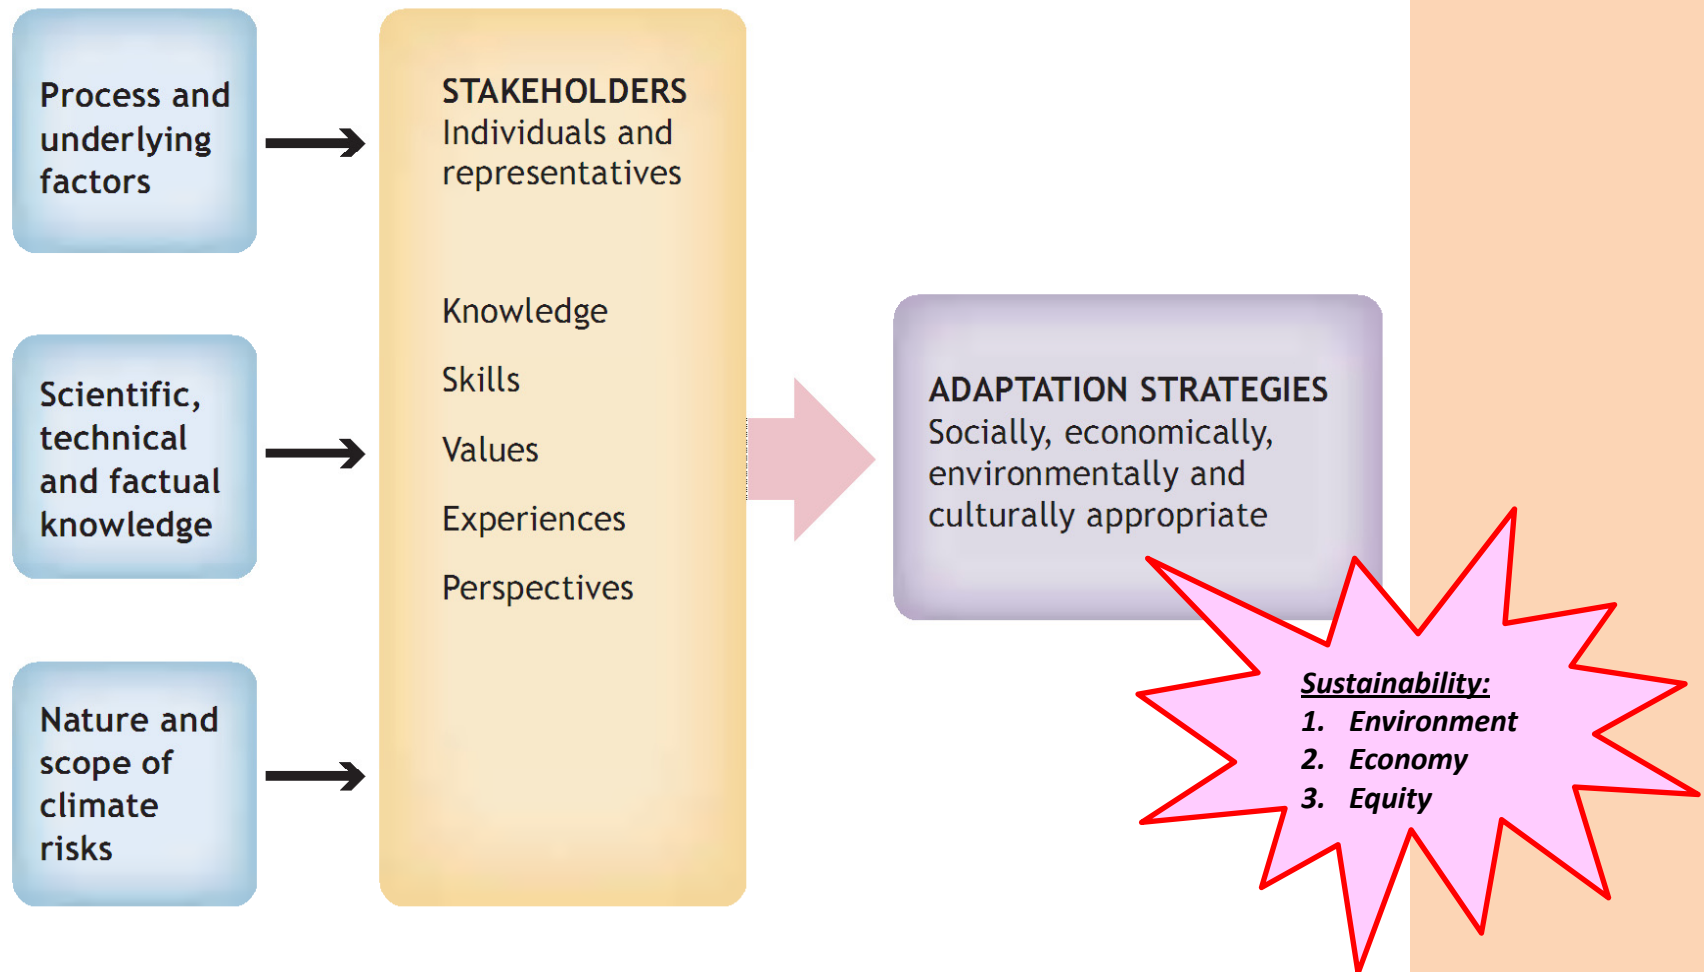 Process and
underlying
factors
Scientific,
technical
and factual
knowledge
Nature and
scope of
climate
risks
STAKEHOLDERS
Individuals and
representatives
Knowledge
Skills
Values
Experiences
Perspectives
ADAPTATION STRATEGIES
Socially, economically,
environmentally and
culturally appropriate
Sustainability:
1. Environment
2. Economy
3. Equity